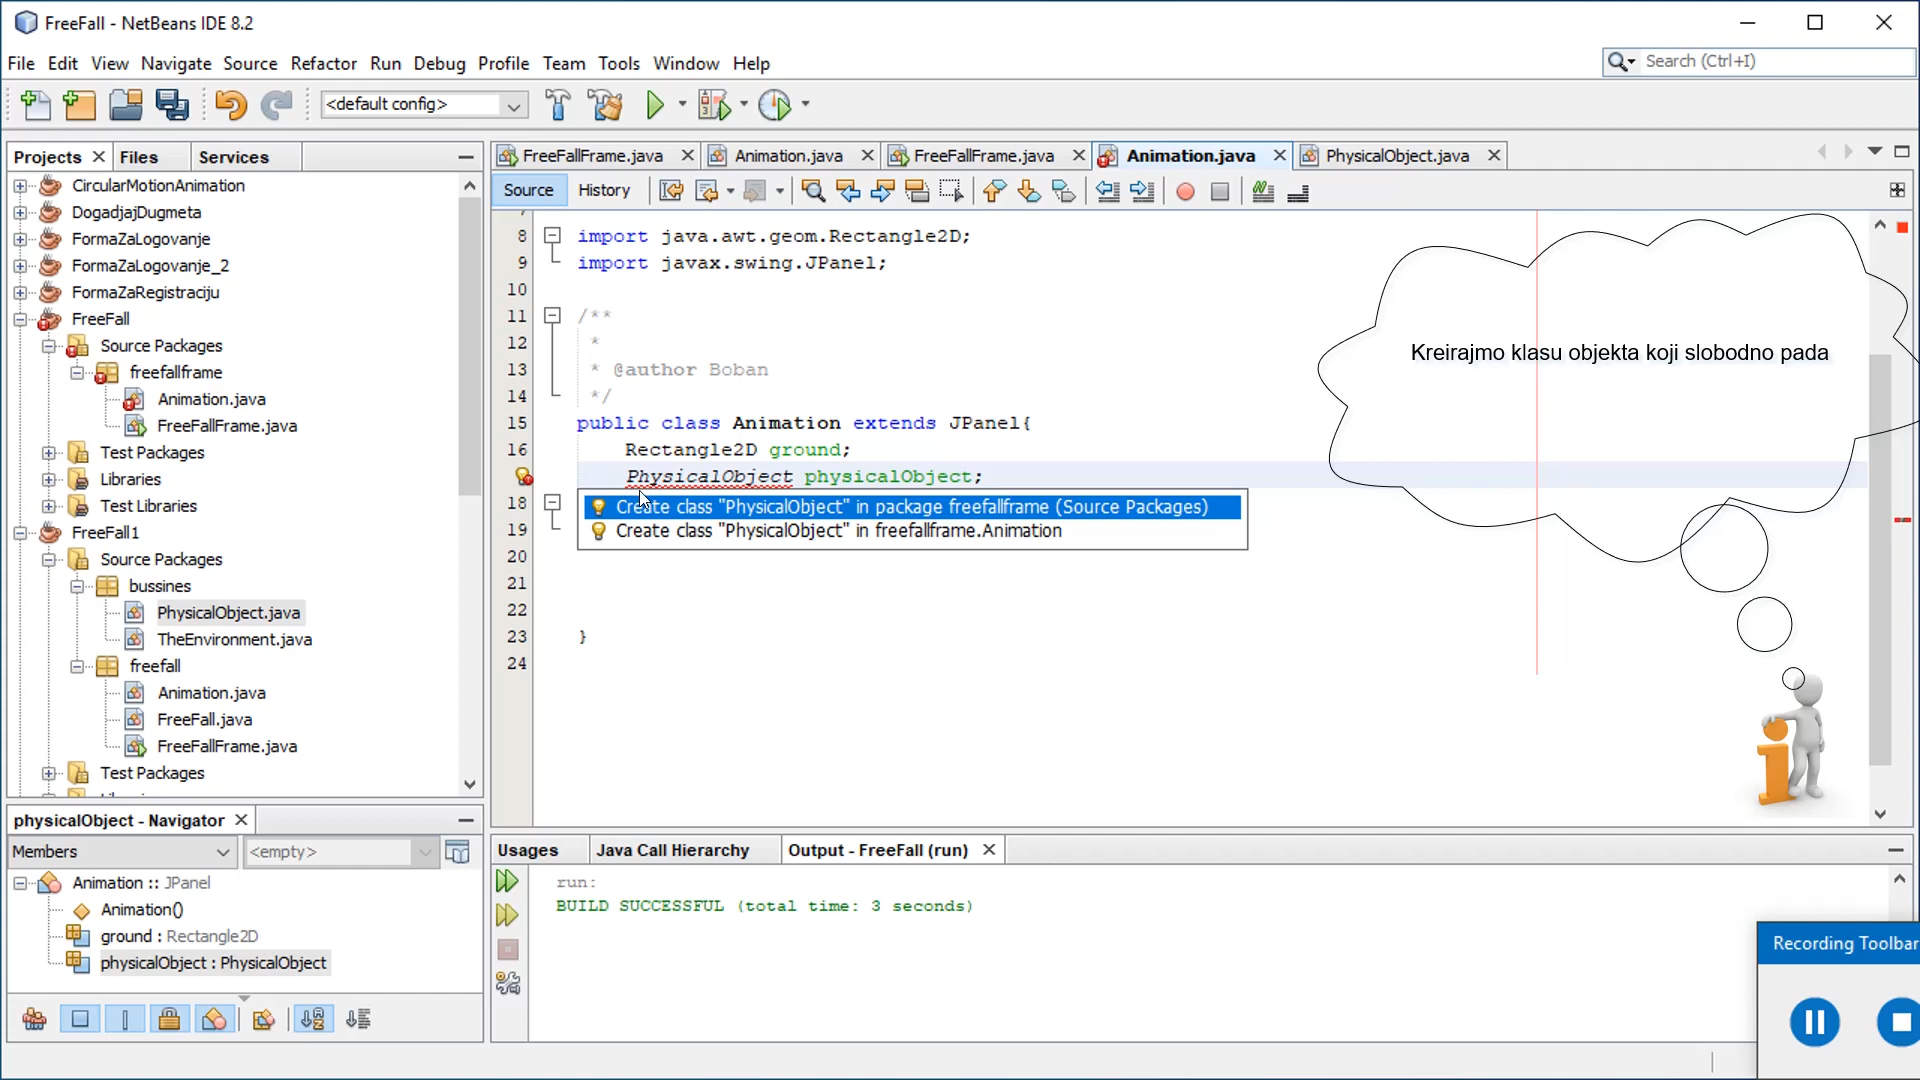 FreeFall - NetBeans IDE 8.2
File Edit View Navigate Source Refactor Run Debug Profile Team Tools Window Help
Search (Ctrl+I)
<default config>
Projects Files Services
CircularMotionAnimation
DogadjajDugmeta
FormaZaLogovanje
FormaZaLogovanje_2
FormaZaRegistraciju
FreeFall
Source Packages
freefallframe
Animation.java
FreeFallFrame.java
Test Packages
Libraries
Test Libraries
FreeFall1
Source Packages
bussines
PhysicalObject.java
TheEnvironment.java
freefall
Animation.java
FreeFall.java
FreeFallFrame.java
Test Packages
physicalObject - Navigator
Members <empty>
Animation :: JPanel
Animation()
ground : Rectangle2D
physicalObject : PhysicalObject
FreeFallFrame.java Animation.java FreeFallFrame.java Animation.java PhysicalObject.java
Source History
8 import java.awt.geom.Rectangle2D;
9 import javax.swing.JPanel;
10
11 /**
12 *
13 * @author Boban
14 */
15 public class Animation extends JPanel{
16 Rectangle2D ground;
PhysicalObject physicalObject;
18 Create class "PhysicalObject" in package freefallframe (Source Packages)
19 Create class "PhysicalObject" in freefallframe.Animation
20
21
22
23 }
24
Kreirajmo klasu objekta koji slobodno pada
Usages Java Call Hierarchy Output - FreeFall (run)
run:
BUILD SUCCESSFUL (total time: 3 seconds)
Recording Toolbar